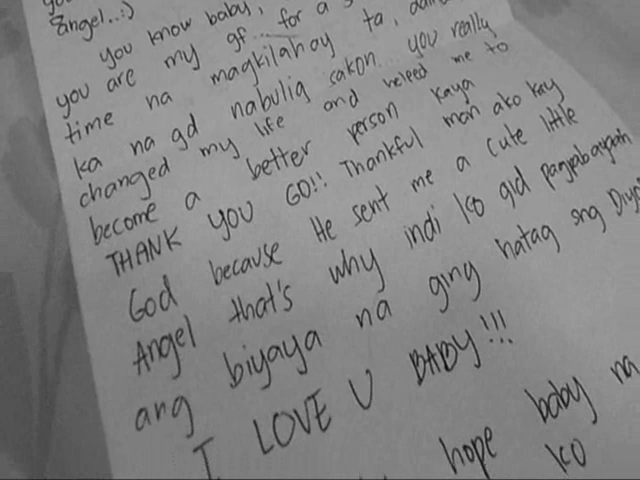 angel..:)
you know baby,
you are my gf... for a
time na magkilahay ta,
ka na gd nabulig sakon. you really
changed my life and helped me to
become a better person kaya
THANK YOU GO!! Thankful man ako kay
God because He sent me a cute little
Angel that's why indi ko gid pagpabayaan
ang biyaya na ging hatag sng
I LOVE U BABY!!!
hope baby na
ko